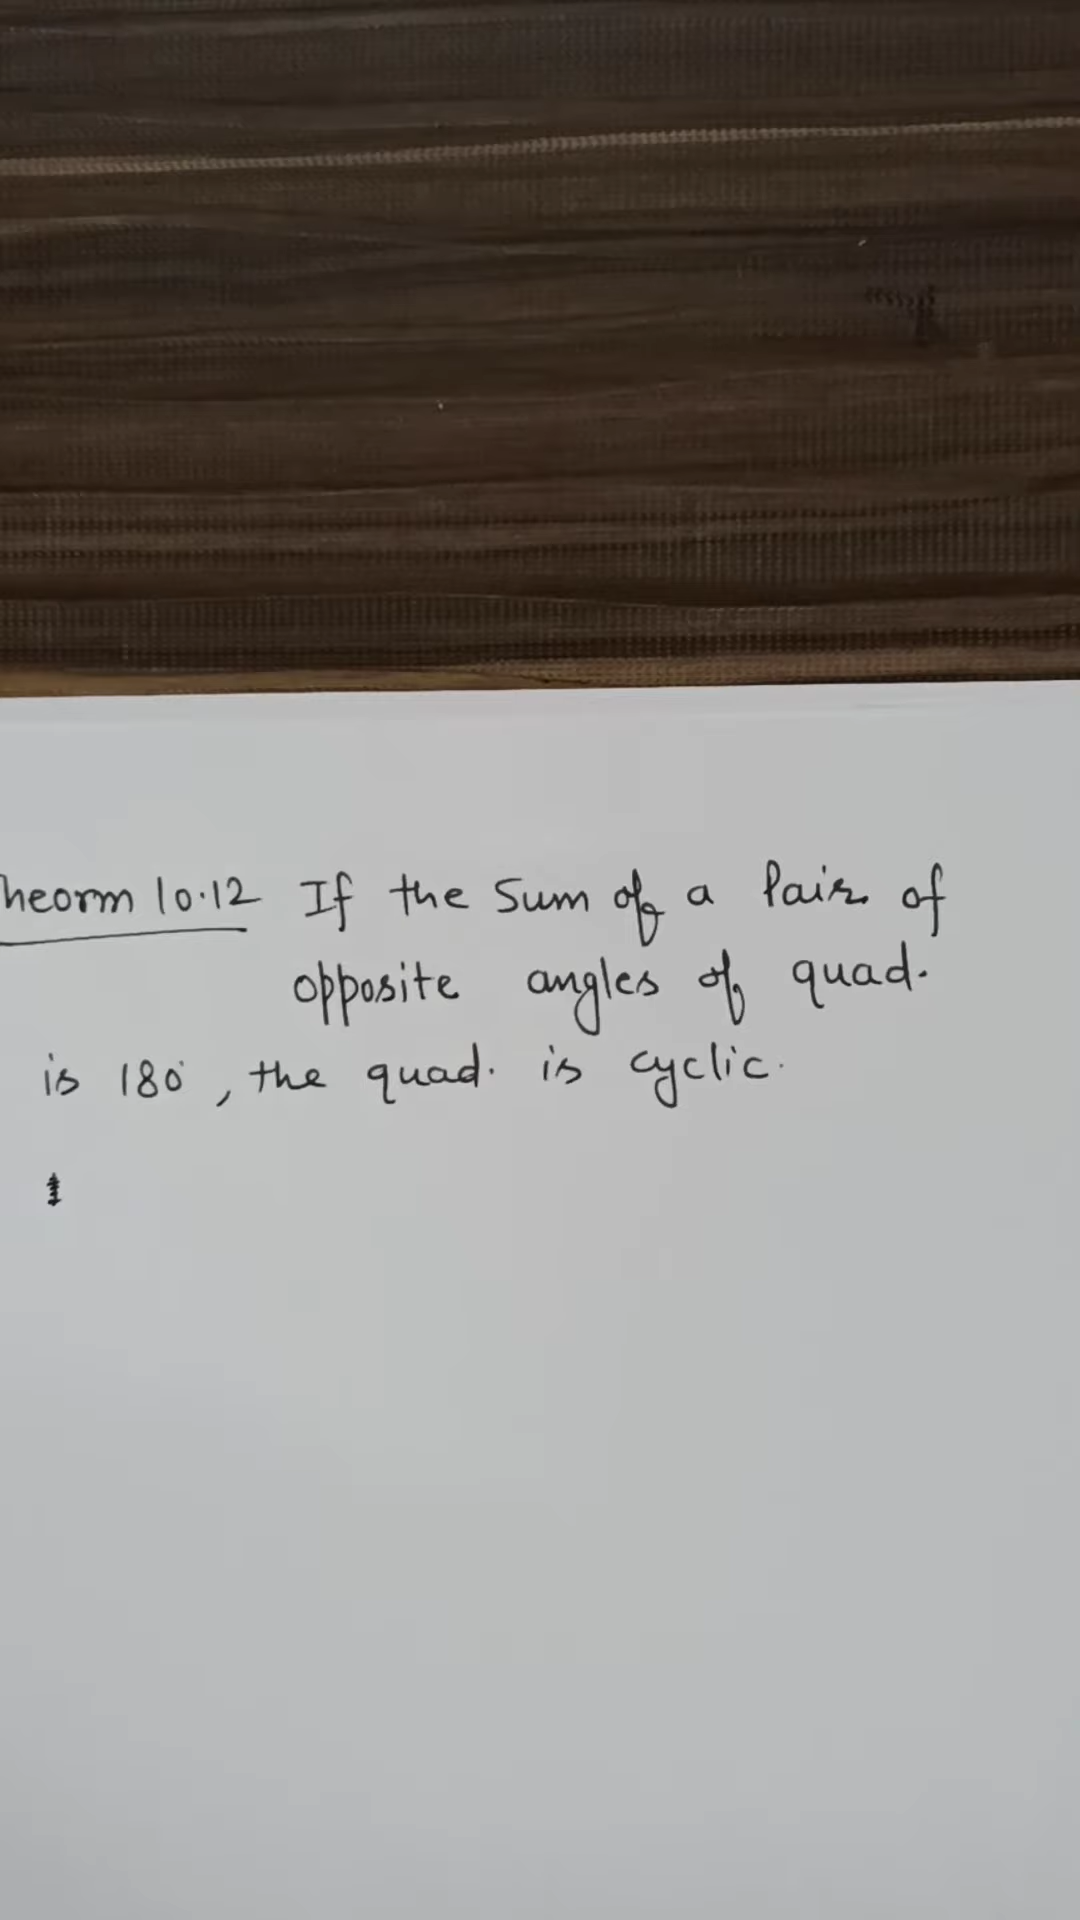 heorm 10.12 If the Sum of a Pair of
opposite angles of quad.
is 180°, the quad. is cyclic.